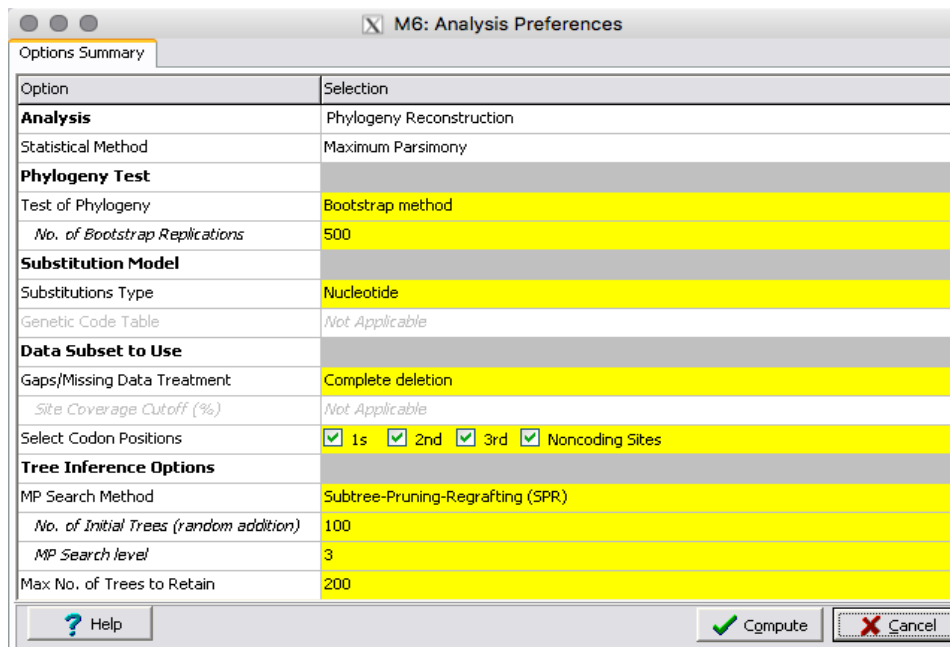 M6: Analysis Preferences
Options Summary
Option Selection
Analysis Phylogeny Reconstruction
Statistical Method Maximum Parsimony
Phylogeny Test
Test of Phylogeny Bootstrap method
No. of Bootstrap Replications 500
Substitution Model
Substitutions Type Nucleotide
Genetic Code Table Not Applicable
Data Subset to Use
Gaps/Missing Data Treatment Complete deletion
Site Coverage Cutoff (%) Not Applicable
Select Codon Positions 1s 2nd 3rd Noncoding Sites
Tree Inference Options
MP Search Method Subtree-Pruning-Regrafting (SPR)
No. of Initial Trees (random addition) 100
MP Search level 3
Max No. of Trees to Retain 200
Help Compute Cancel